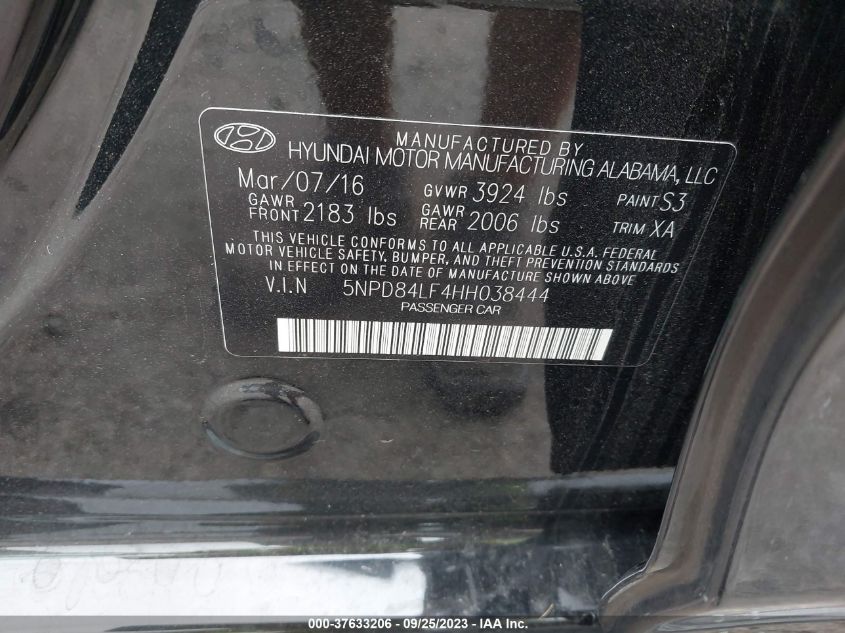 MANUFACTURED BY
HYUNDAI MOTOR MANUFACTURING ALABAMA, LLC
Mar/07/16 GVWR 3924 lbs PAINT S3
GAWR FRONT 2183 lbs GAWR REAR 2006 lbs TRIM XA
THIS VEHICLE CONFORMS TO ALL APPLICABLE U.S.A. FEDERAL
MOTOR VEHICLE SAFETY, BUMPER, AND THEFT PREVENTION STANDARDS
IN EFFECT ON THE DATE OF MANUFACTURE SHOWN ABOVE
V.I.N 5NPD84LF4HH038444
PASSENGER CAR
000-37633206 - 09/25/2023 - IAA Inc.